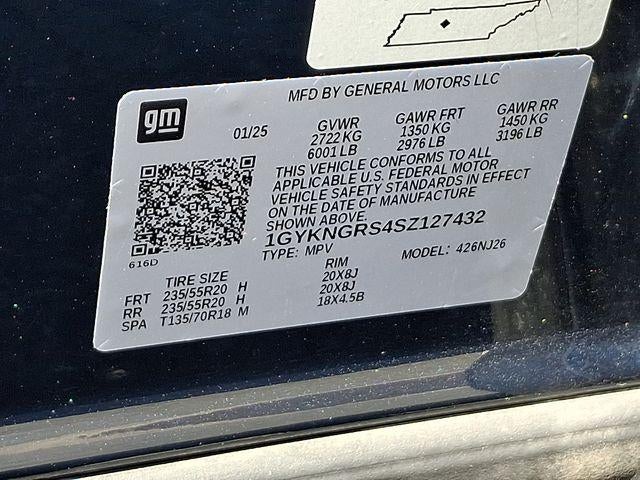 MFD BY GENERAL MOTORS LLC
gm
01/25
GVWR GAWR FRT GAWR RR
2722 KG 1350 KG 1450 KG
6001 LB 2976 LB 3196 LB
THIS VEHICLE CONFORMS TO ALL
APPLICABLE U.S. FEDERAL MOTOR
VEHICLE SAFETY STANDARDS IN EFFECT
ON THE DATE OF MANUFACTURE
SHOWN ABOVE.
1GYKNGRS4SZ127432
TYPE: MPV MODEL: 426NJ26
616D
TIRE SIZE RIM
FRT 235/55R20 H 20X8J
RR 235/55R20 H 20X8J
SPA T135/70R18 M 18X4.5B